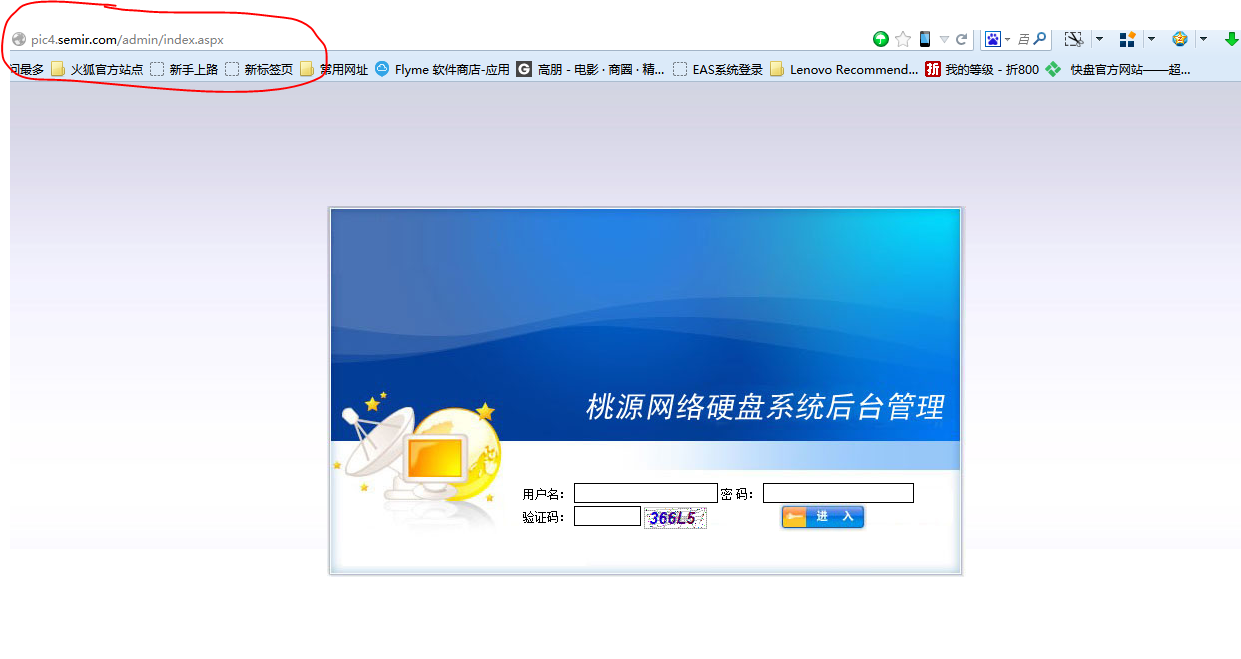 pic4.semir.com/admin/index.aspx
百
问最多 火狐官方站点 新手上路 新标签页 常用网址 Flyme 软件商店-应用 G 高朋 - 电影 · 商圈 · 精... EAS系统登录 Lenovo Recommend... 折 我的等级 - 折800 快盘官方网站——超...
桃源网络硬盘系统后台管理
用户名： 密 码：
验证码： 366L5 进 入